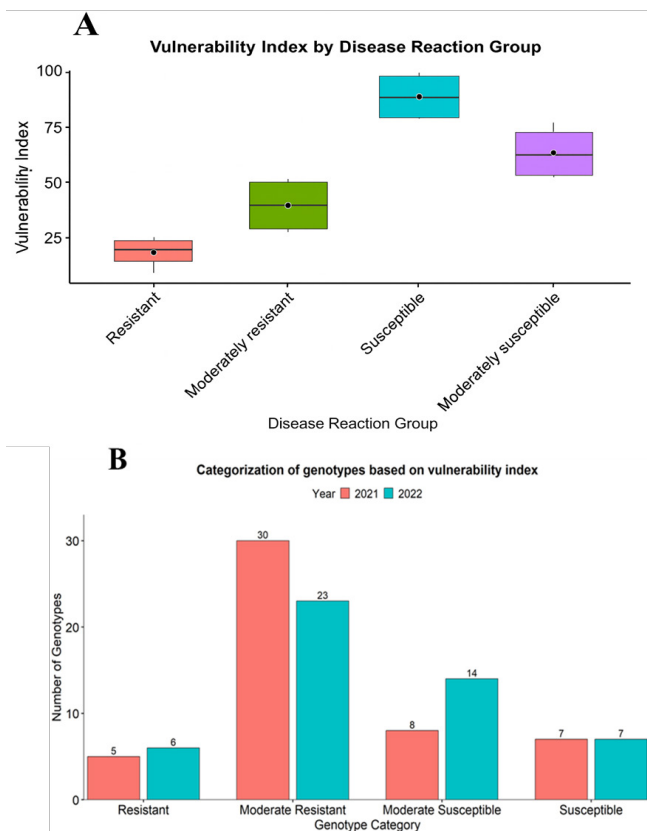 A
Vulnerability Index by Disease Reaction Group
Vulnerability Index
100
75
50
25
Resistant
Moderately resistant
Susceptible
Moderately susceptible
Disease Reaction Group
B
Categorization of genotypes based on vulnerability index
Year 2021 2022
Number of Genotypes
30
20
10
0
5
6
30
23
8
14
7
7
Resistant
Moderate Resistant
Moderate Susceptible
Susceptible
Genotype Category